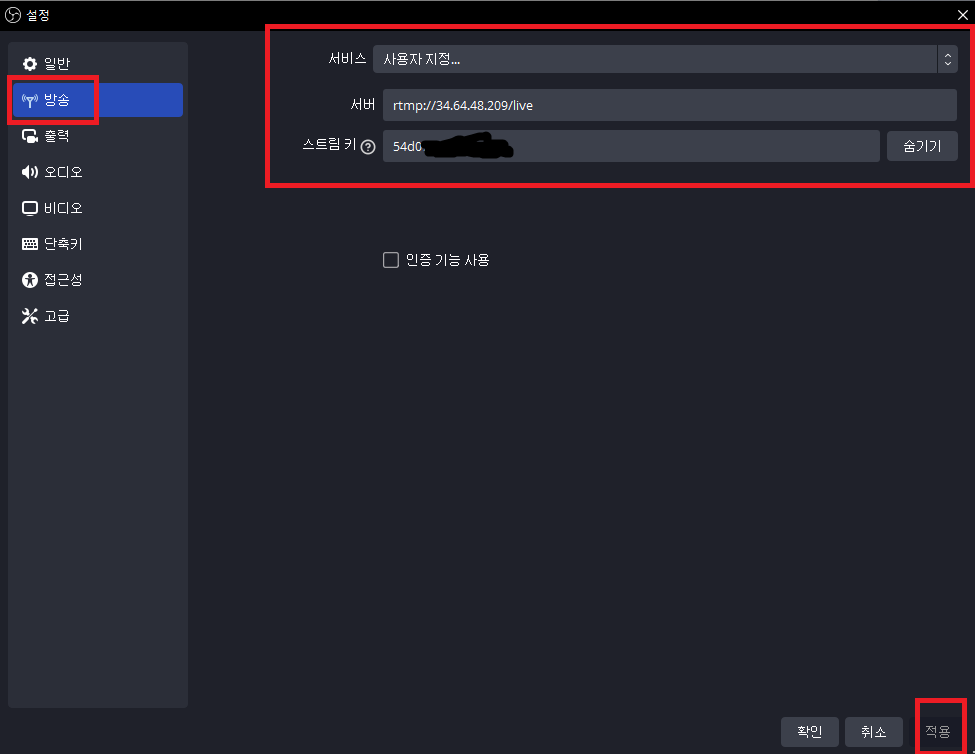 설정
일반
방송
출력
오디오
비디오
단축키
접근성
고급
서비스 사용자 지정...
서버 rtmp://34.64.48.209/live
스트림 키 ? 54d0 숨기기
인증 기능 사용
확인 취소 적용